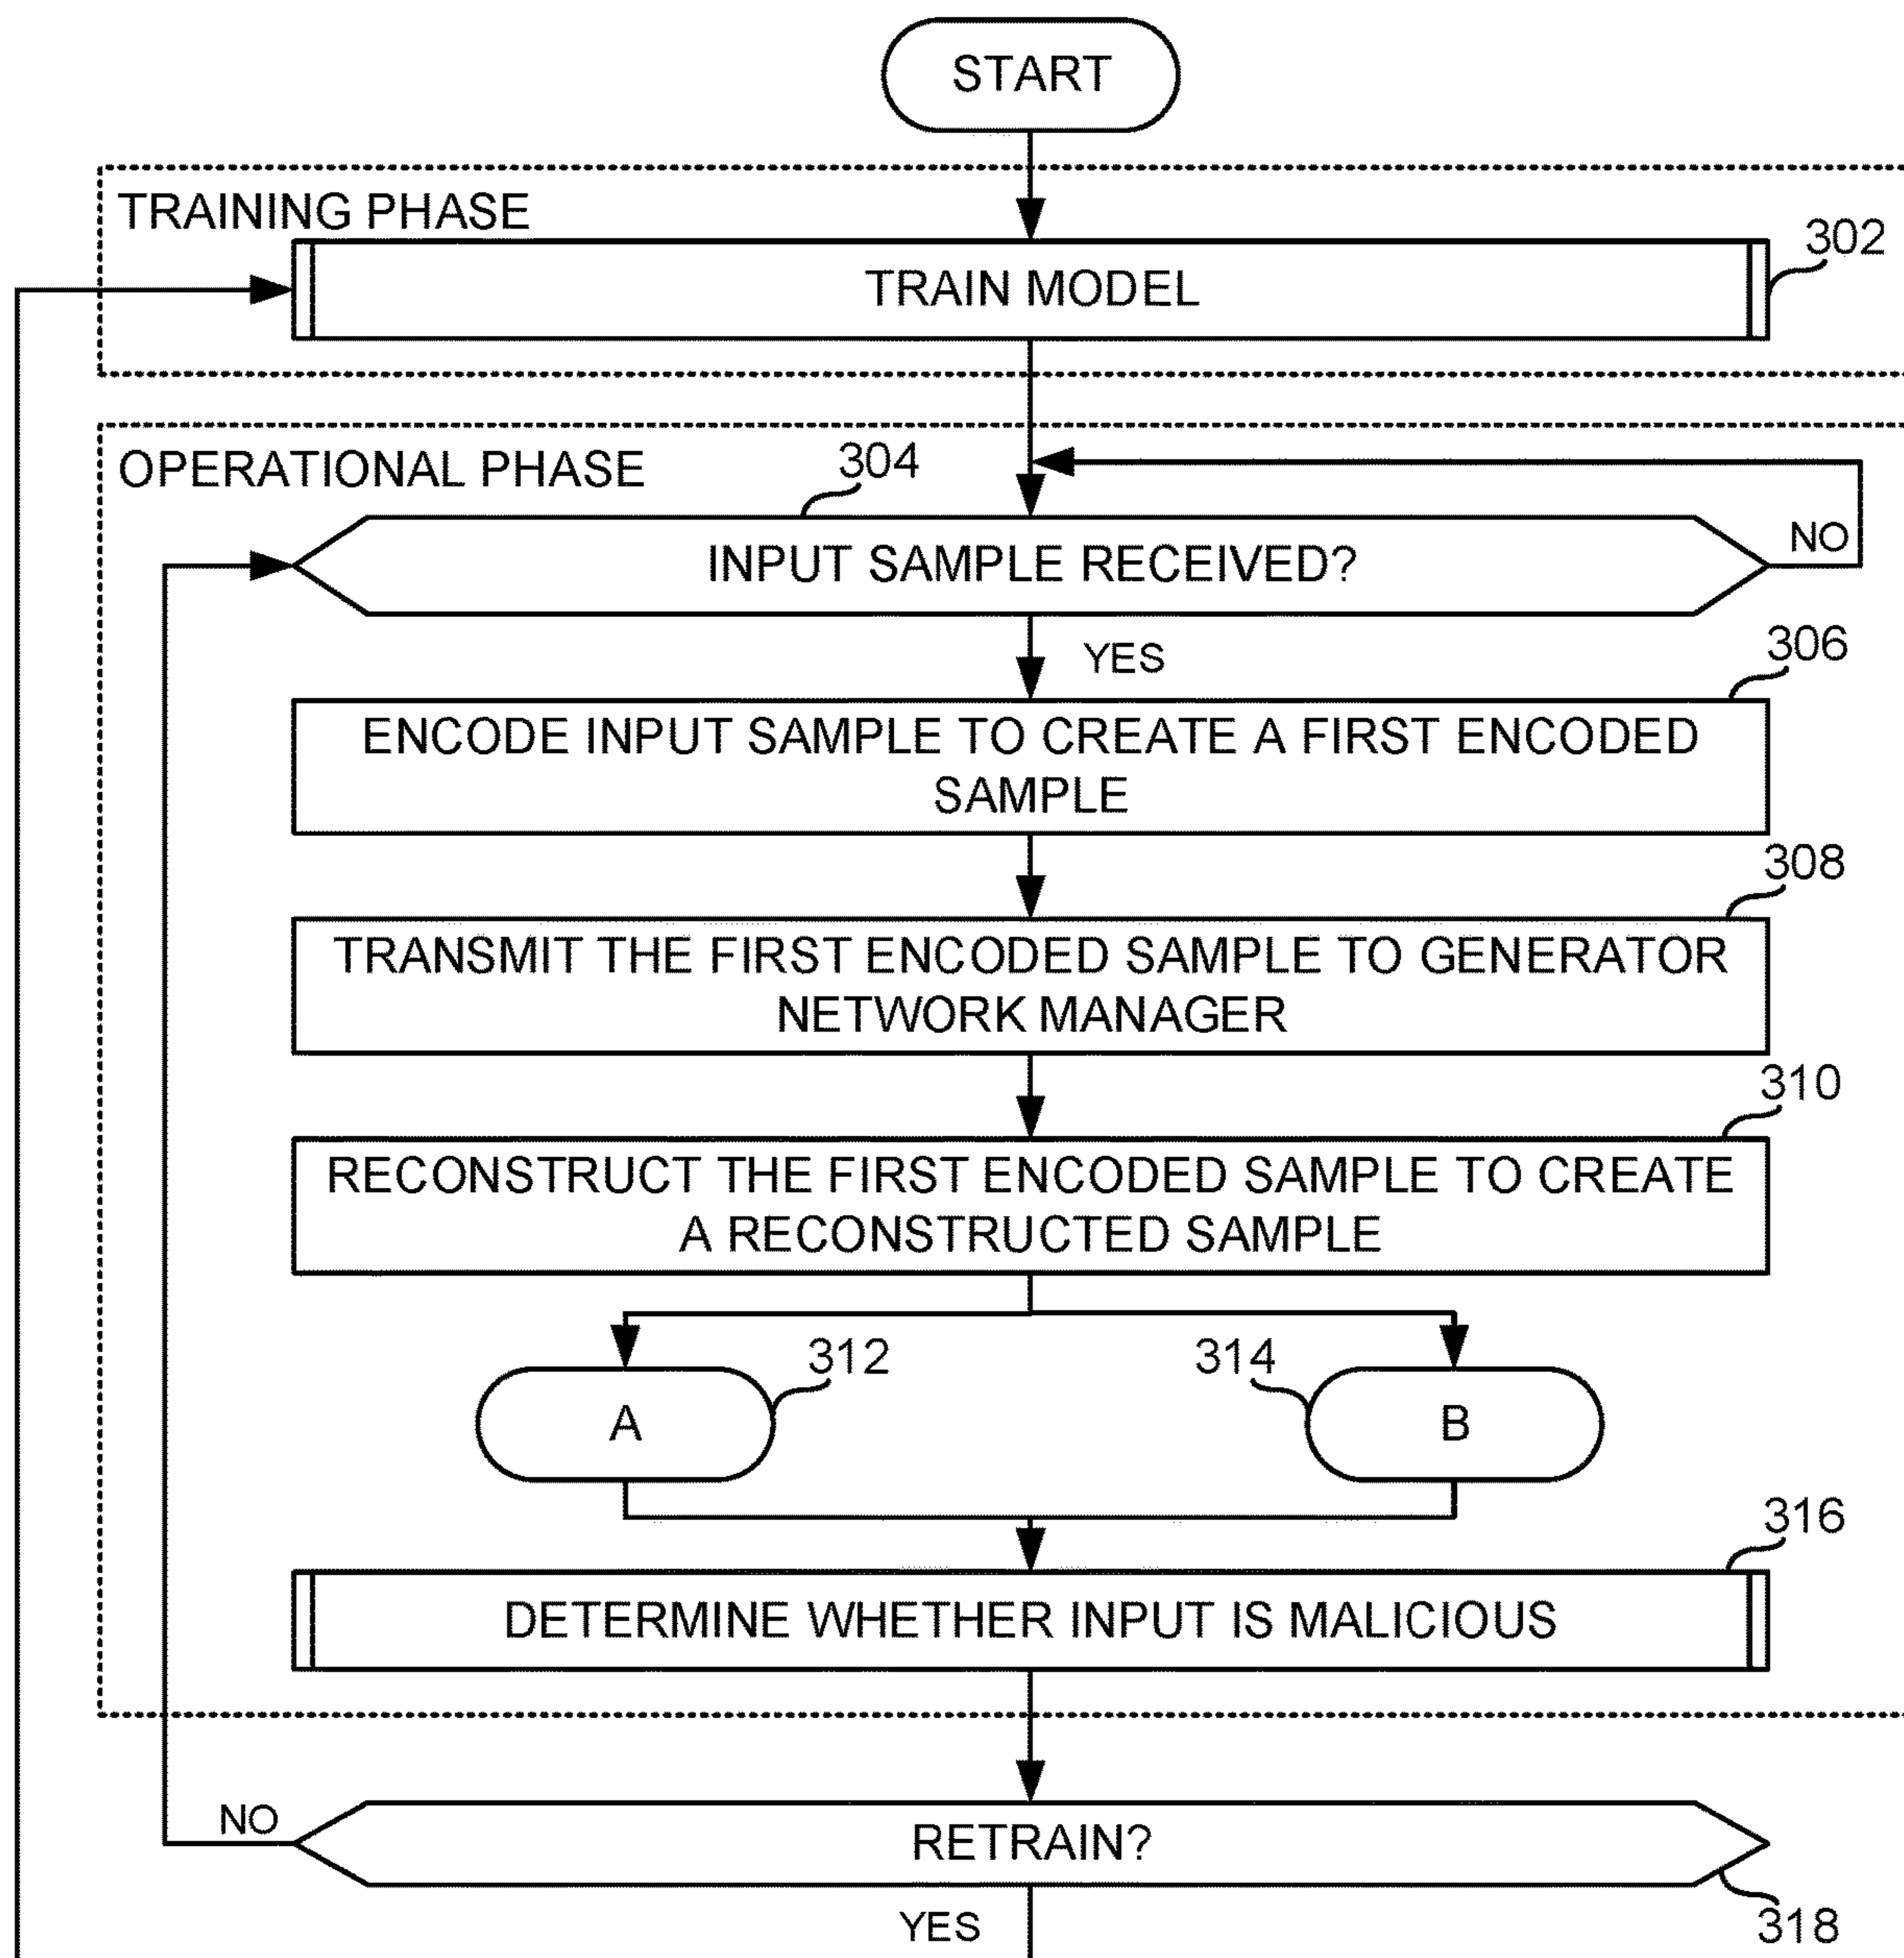 START
TRAINING PHASE
302
TRAIN MODEL
OPERATIONAL PHASE
304
INPUT SAMPLE RECEIVED?
NO
YES
306
ENCODE INPUT SAMPLE TO CREATE A FIRST ENCODED
SAMPLE
308
TRANSMIT THE FIRST ENCODED SAMPLE TO GENERATOR
NETWORK MANAGER
310
RECONSTRUCT THE FIRST ENCODED SAMPLE TO CREATE
A RECONSTRUCTED SAMPLE
312
314
A
B
316
DETERMINE WHETHER INPUT IS MALICIOUS
NO
RETRAIN?
YES
318